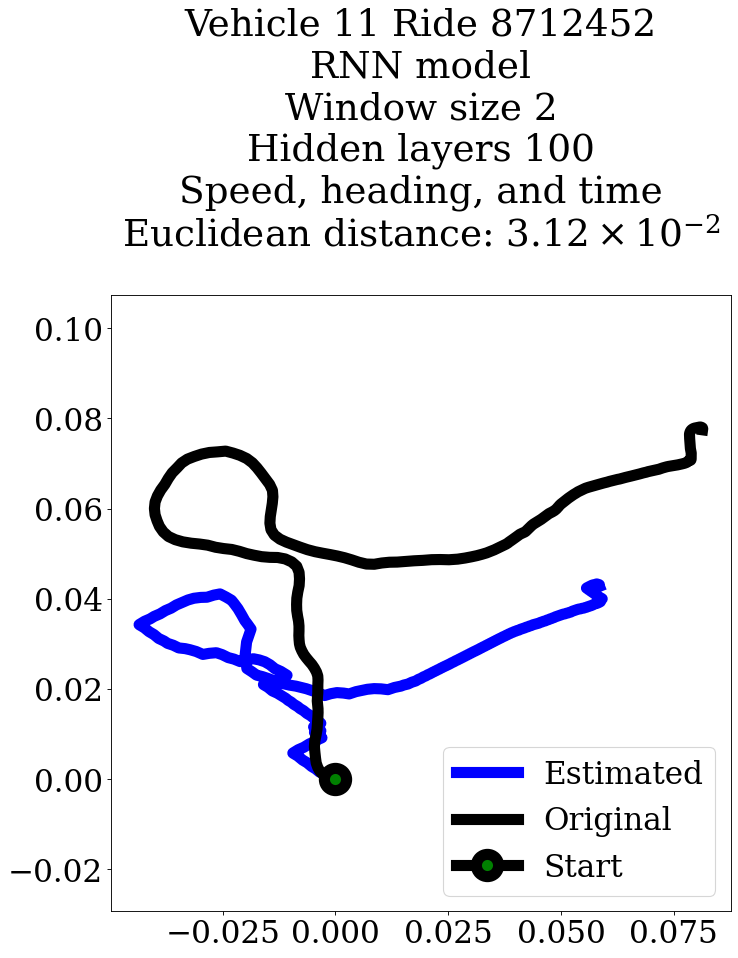 Vehicle 11 Ride 8712452
RNN model
Window size 2
Hidden layers 100
Speed, heading, and time
Euclidean distance: 3.12 × 10⁻²
0.10
0.08
0.06
0.04
0.02
0.00
−0.02
−0.025 0.000 0.025 0.050 0.075
Estimated
Original
Start